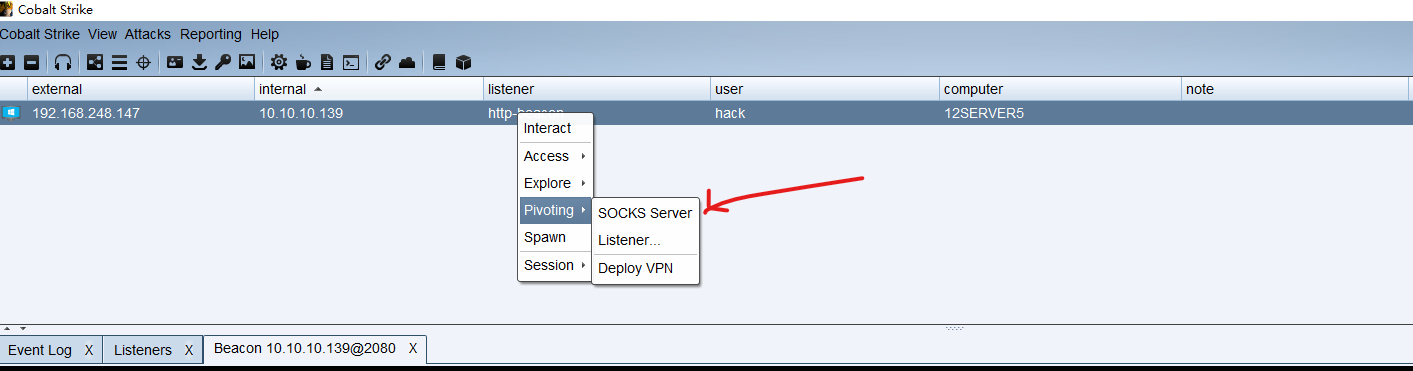 Cobalt Strike
Cobalt Strike View Attacks Reporting Help
external internal listener user computer note
192.168.248.147 10.10.10.139 http-beacon hack 12SERVER5
Interact
Access
Explore
Pivoting
SOCKS Server
Listener...
Spawn
Session
Deploy VPN
Event Log X Listeners X Beacon 10.10.10.139@2080 X